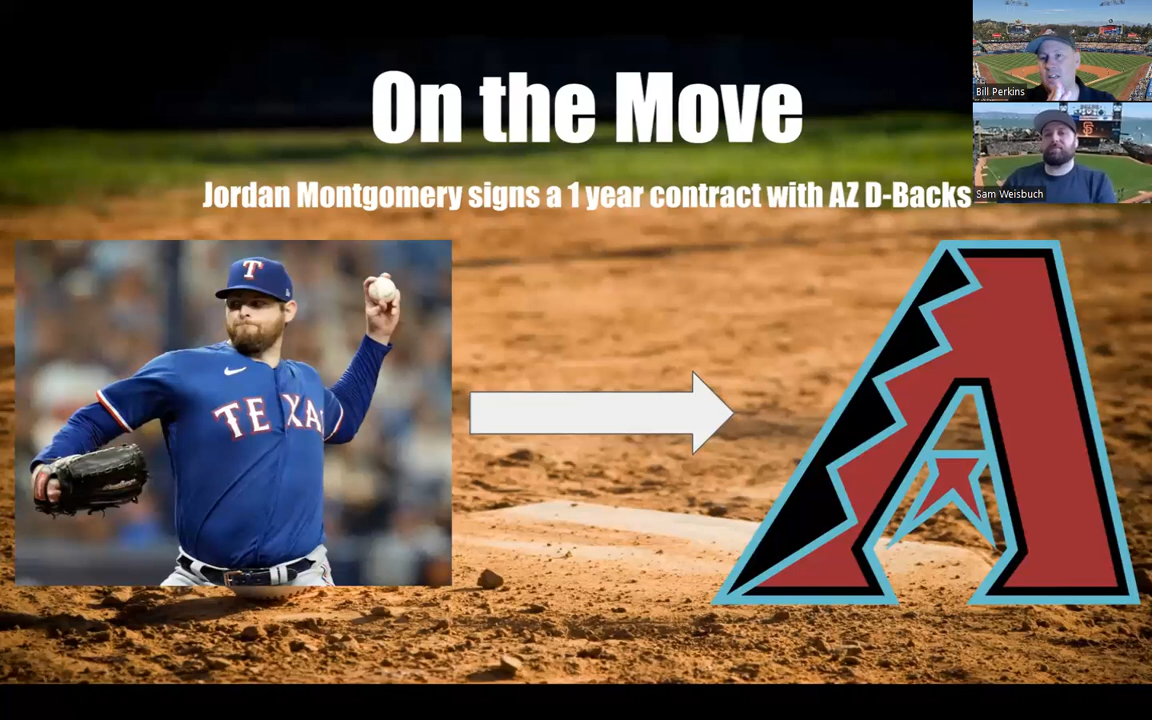 On the Move
Jordan Montgomery signs a 1 year contract with AZ D-Backs
Bill Perkins
Sam Weisbuch
T
TEXAS